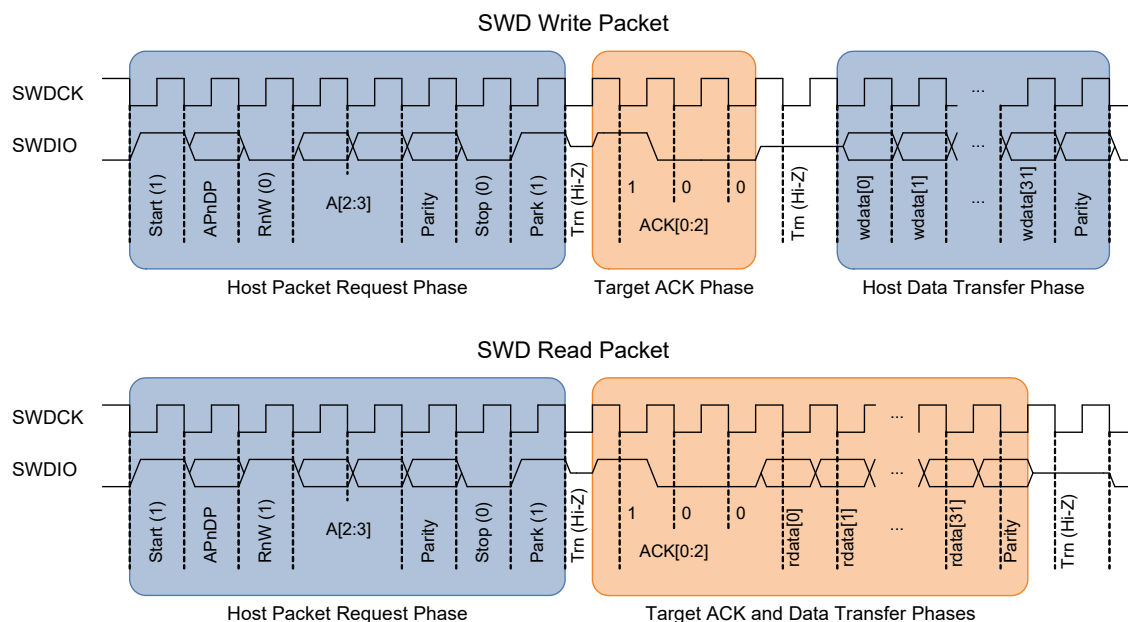 SWD Write Packet
SWDCK
...
SWDIO
...
Start (1)
APnDP
RnW (0)
A[2:3]
Parity
Stop (0)
Park (1)
Trn (Hi-Z)
1
0
0
ACK[0:2]
Trn (Hi-Z)
wdata[0]
wdata[1]
...
wdata[31]
Parity
Host Packet Request Phase
Target ACK Phase
Host Data Transfer Phase
SWD Read Packet
SWDCK
...
SWDIO
...
Start (1)
APnDP
RnW (1)
A[2:3]
Parity
Stop (0)
Park (1)
Trn (Hi-Z)
1
0
0
ACK[0:2]
rdata[0]
rdata[1]
...
rdata[31]
Parity
Trn (Hi-Z)
Host Packet Request Phase
Target ACK and Data Transfer Phases